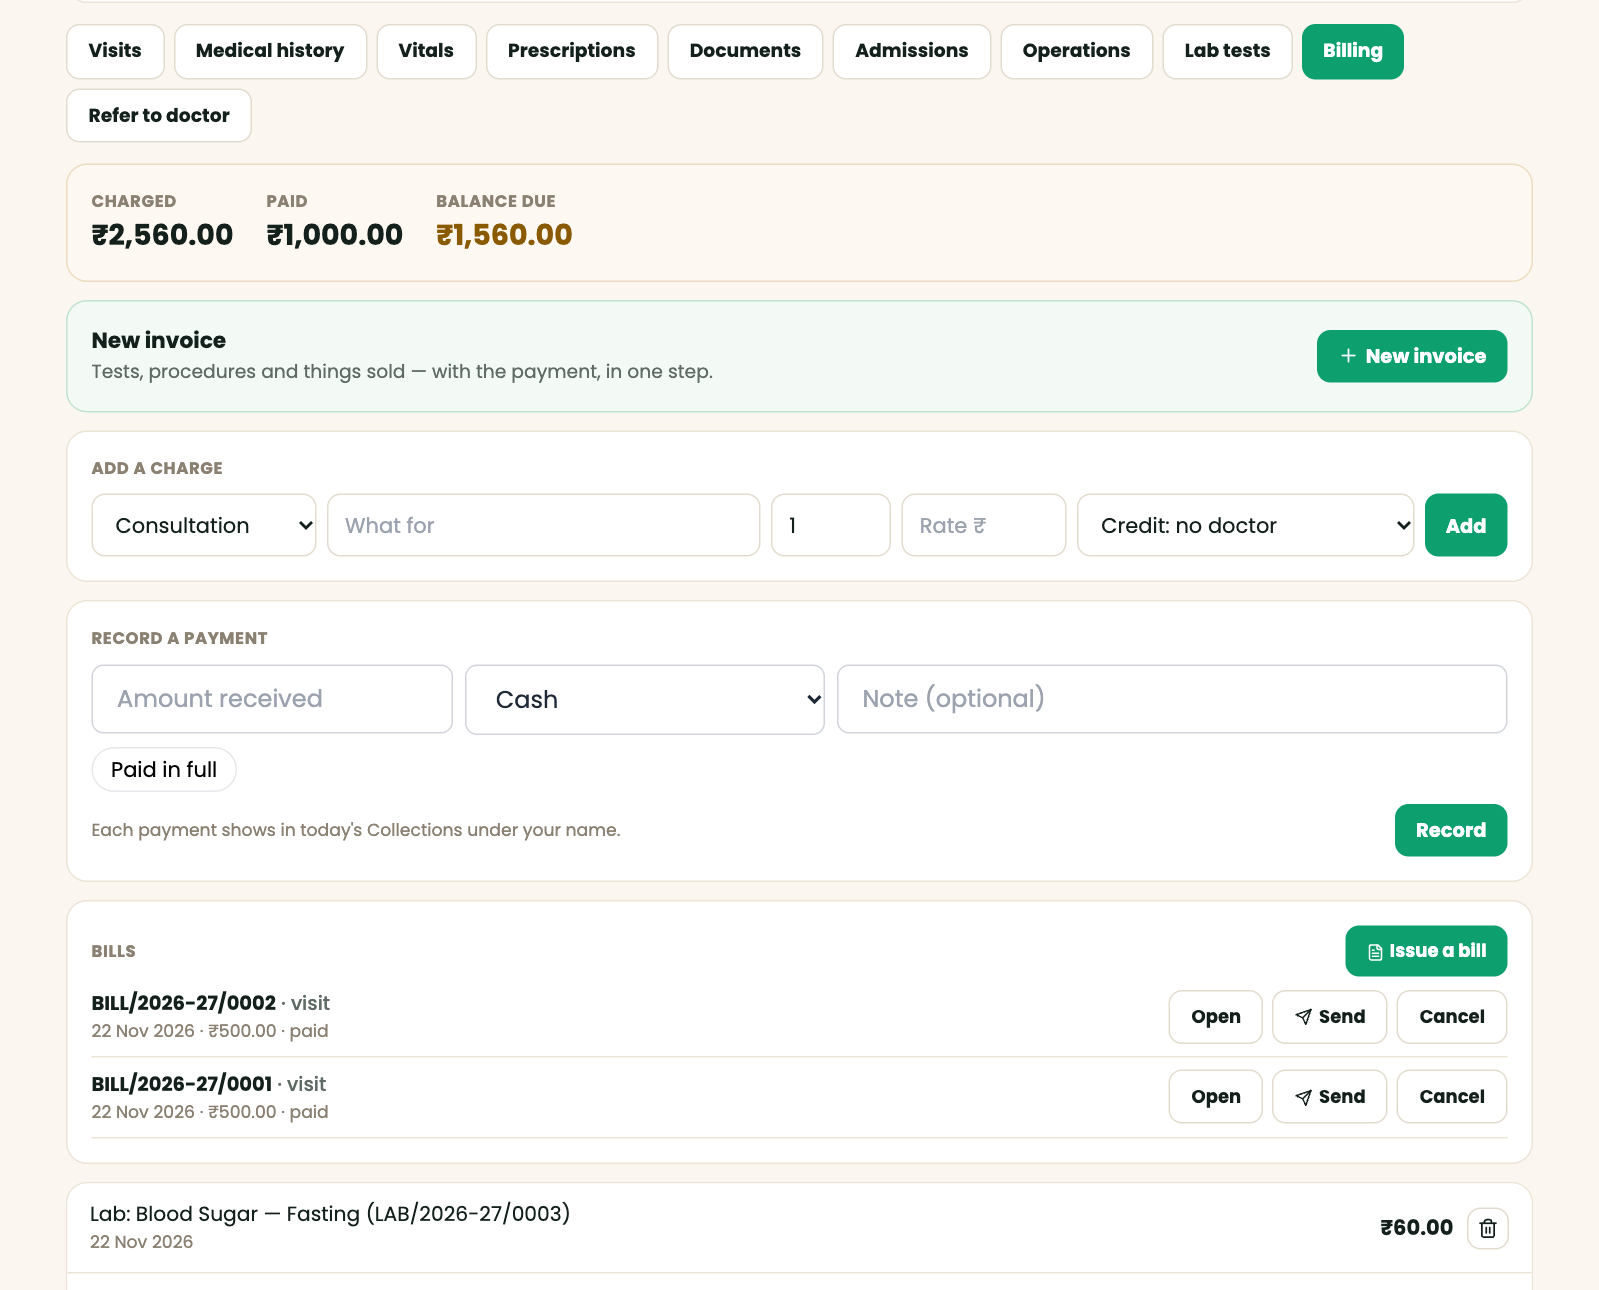 Visits Medical history Vitals Prescriptions Documents Admissions Operations Lab tests Billing
Refer to doctor
CHARGED PAID BALANCE DUE
₹2,560.00 ₹1,000.00 ₹1,560.00
New invoice
Tests, procedures and things sold — with the payment, in one step.
+ New invoice
ADD A CHARGE
Consultation What for 1 Rate ₹ Credit: no doctor Add
RECORD A PAYMENT
Amount received Cash Note (optional)
Paid in full
Each payment shows in today's Collections under your name. Record
BILLS Issue a bill
BILL/2026-27/0002 · visit
22 Nov 2026 · ₹500.00 · paid
Open Send Cancel
BILL/2026-27/0001 · visit
22 Nov 2026 · ₹500.00 · paid
Open Send Cancel
Lab: Blood Sugar — Fasting (LAB/2026-27/0003)
22 Nov 2026
₹60.00